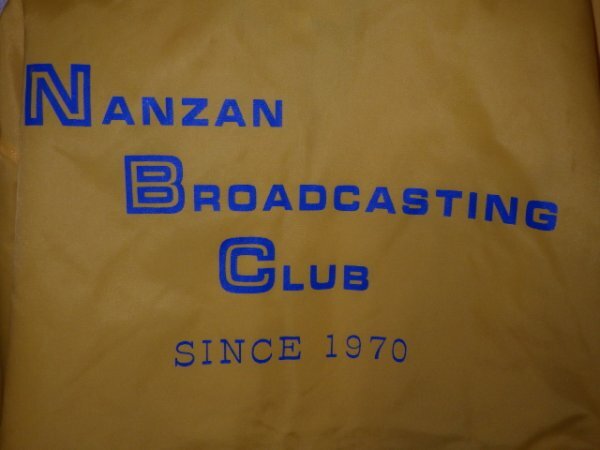 NANZAN
BROADCASTING
CLUB
SINCE 1970